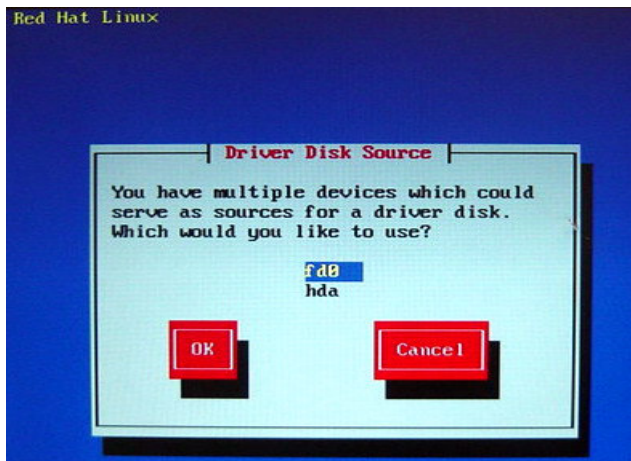 Red Hat Linux
Driver Disk Source
You have multiple devices which could
serve as sources for a driver disk.
Which would you like to use?
fd0
hda
OK
Cancel